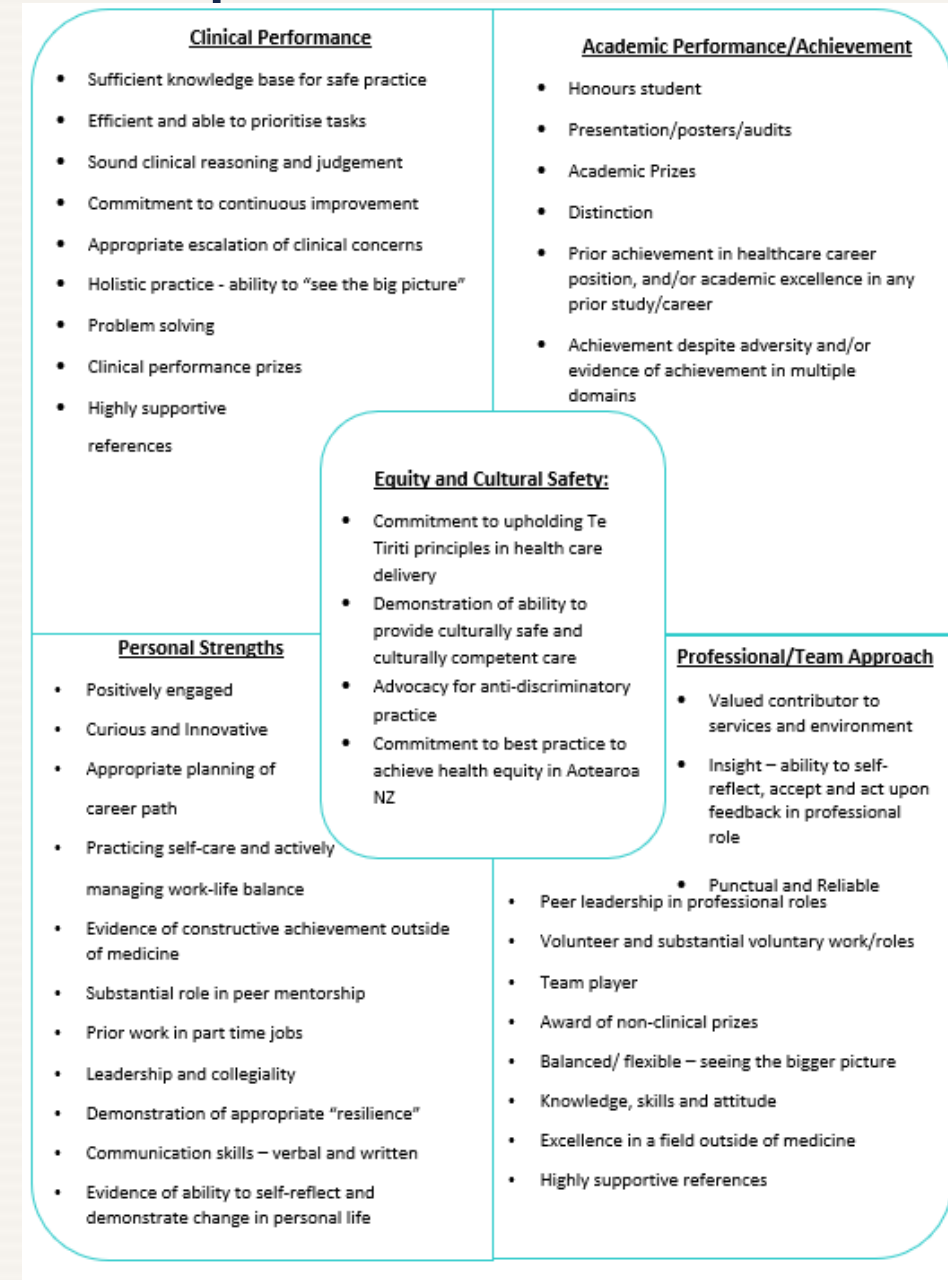 Clinical Performance
• Sufficient knowledge base for safe practice
• Efficient and able to prioritise tasks
• Sound clinical reasoning and judgement
• Commitment to continuous improvement
• Appropriate escalation of clinical concerns
• Holistic practice - ability to “see the big picture”
• Problem solving
• Clinical performance prizes
• Highly supportive
references
Academic Performance/Achievement
• Honours student
• Presentation/posters/audits
• Academic Prizes
• Distinction
• Prior achievement in healthcare career
position, and/or academic excellence in any
prior study/career
• Achievement despite adversity and/or
evidence of achievement in multiple
domains
Equity and Cultural Safety:
• Commitment to upholding Te
Tiriti principles in health care
delivery
• Demonstration of ability to
provide culturally safe and
culturally competent care
• Advocacy for anti-discriminatory
practice
• Commitment to best practice to
achieve health equity in Aotearoa
NZ
Personal Strengths
• Positively engaged
• Curious and Innovative
• Appropriate planning of
career path
• Practicing self-care and actively
managing work-life balance
• Evidence of constructive achievement outside
of medicine
• Substantial role in peer mentorship
• Prior work in part time jobs
• Leadership and collegiality
• Demonstration of appropriate “resilience”
• Communication skills – verbal and written
• Evidence of ability to self-reflect and
demonstrate change in personal life
Professional/Team Approach
• Valued contributor to
services and environment
• Insight – ability to self-
reflect, accept and act upon
feedback in professional
role
• Punctual and Reliable
• Peer leadership in professional roles
• Volunteer and substantial voluntary work/roles
• Team player
• Award of non-clinical prizes
• Balanced/ flexible – seeing the bigger picture
• Knowledge, skills and attitude
• Excellence in a field outside of medicine
• Highly supportive references